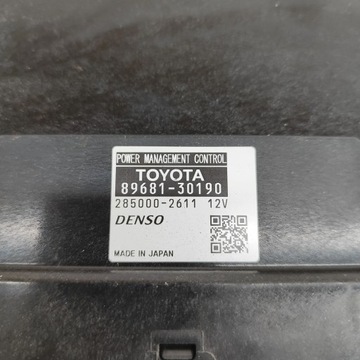 POWER MANAGEMENT CONTROL
TOYOTA
89681-30190
285000-2611 12V
DENSO
MADE IN JAPAN